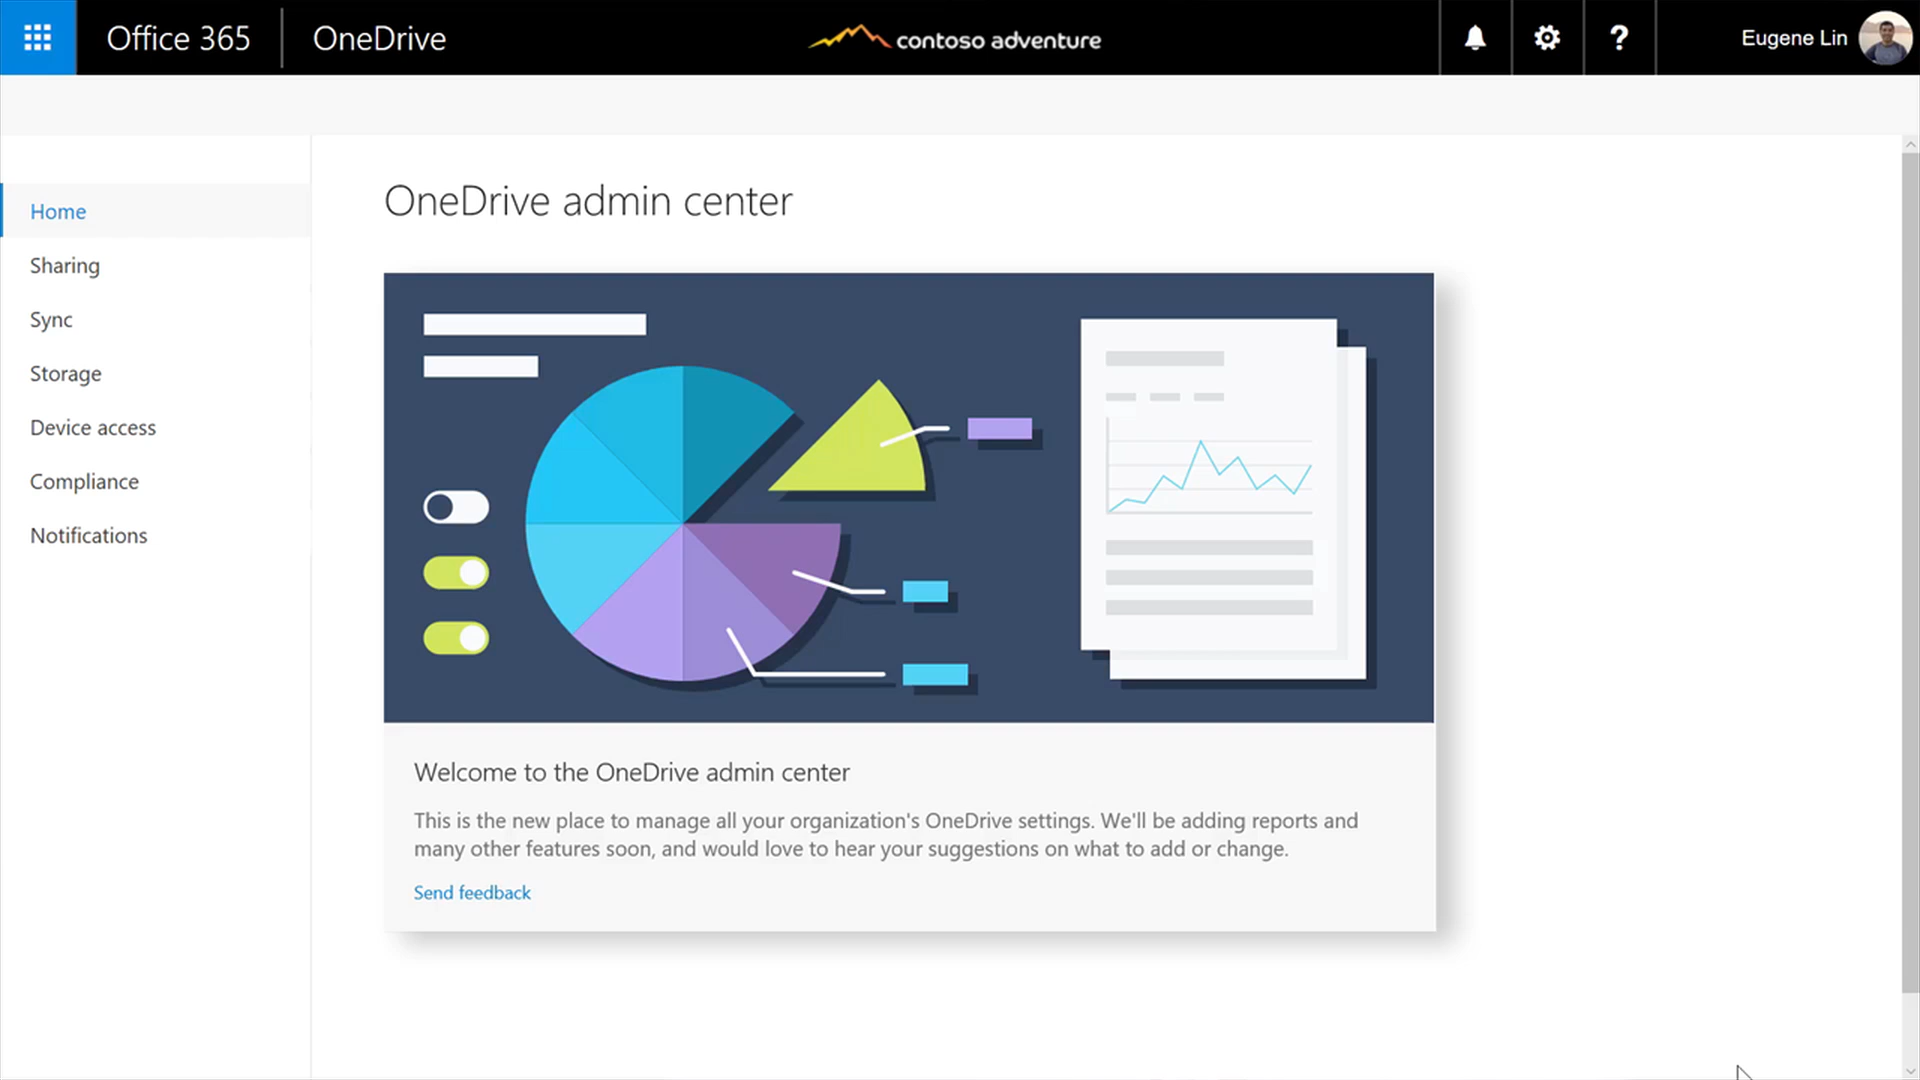 Office 365
OneDrive
contoso adventure
?
Eugene Lin
Home
Sharing
Sync
Storage
Device access
Compliance
Notifications
OneDrive admin center
Welcome to the OneDrive admin center
This is the new place to manage all your organization's OneDrive settings. We'll be adding reports and
many other features soon, and would love to hear your suggestions on what to add or change.
Send feedback